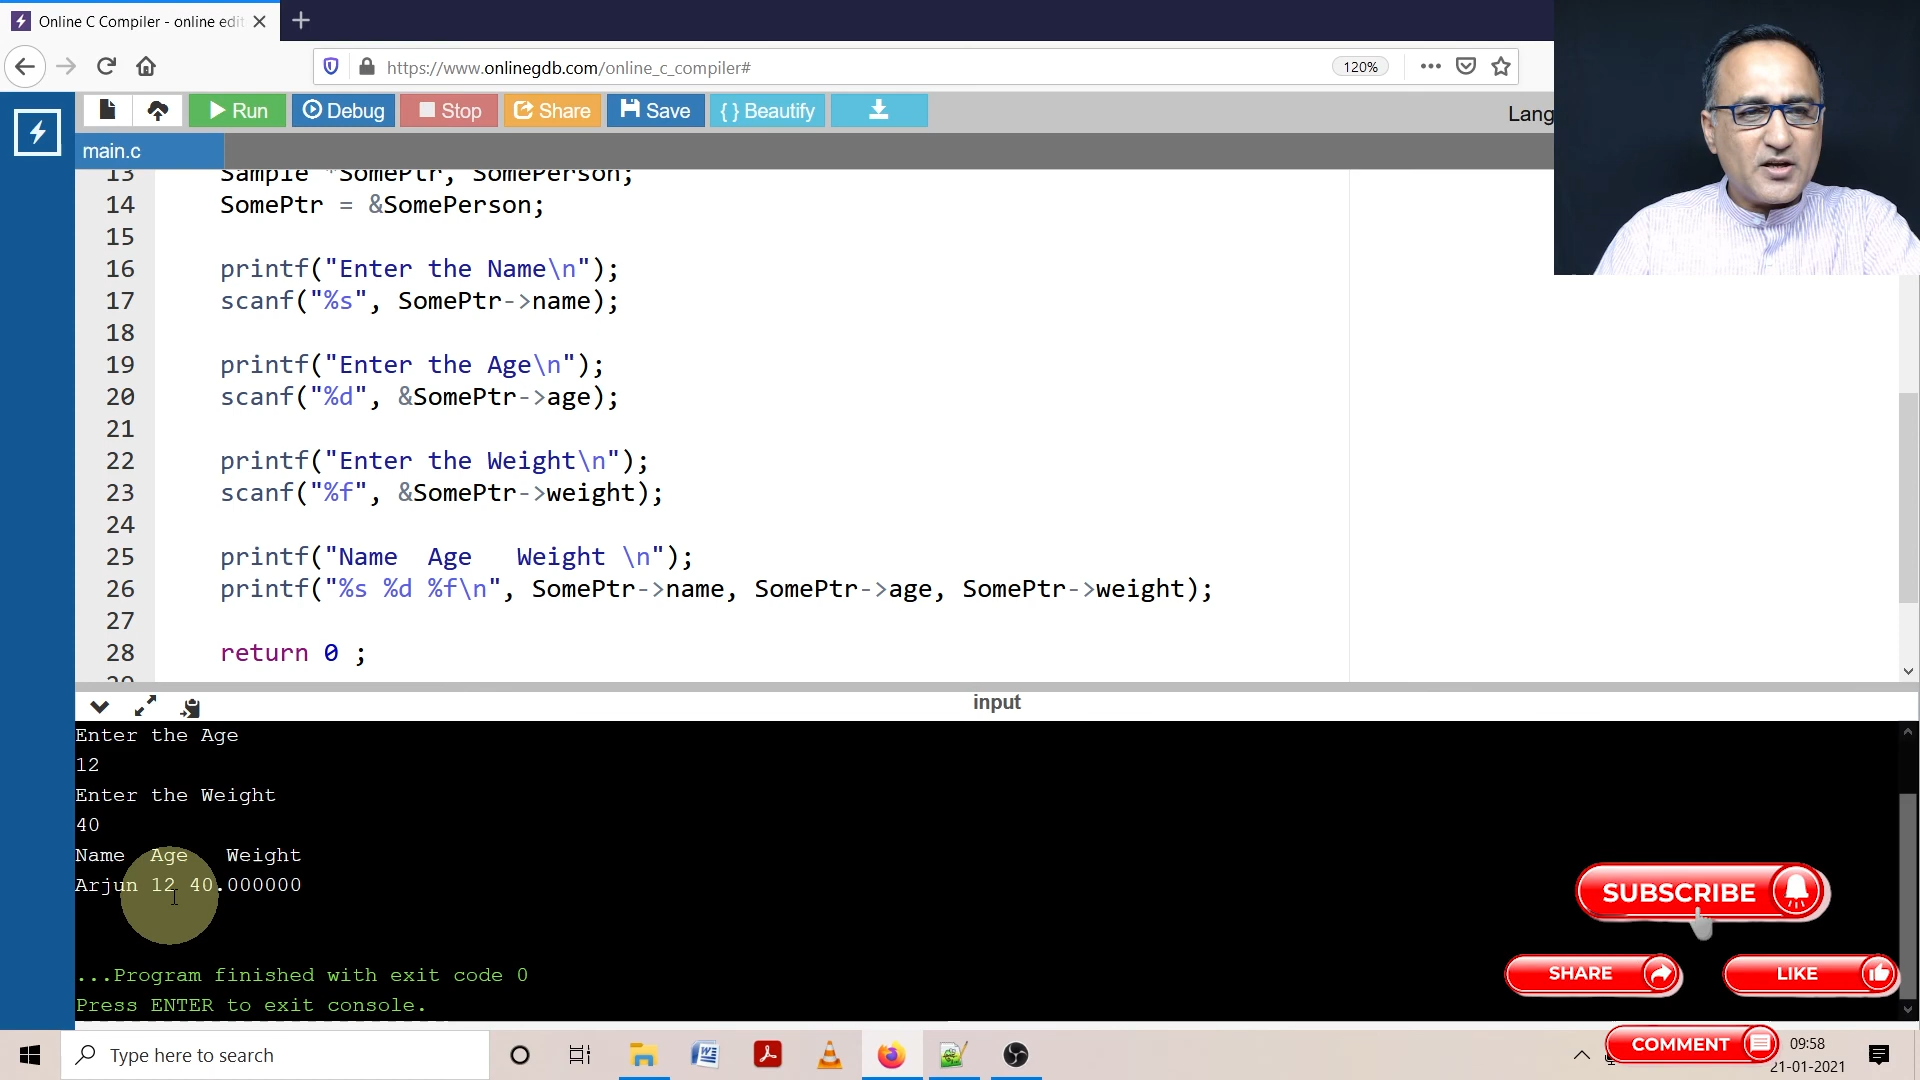 Online C Compiler - online edit
https://www.onlinegdb.com/online_c_compiler#
120%
Run
Debug
Stop
Share
Save
{ } Beautify
Lang
main.c
13 Sample *SomePtr, SomePerson;
14 SomePtr = &SomePerson;
15
16 printf("Enter the Name\n");
17 scanf("%s", SomePtr->name);
18
19 printf("Enter the Age\n");
20 scanf("%d", &SomePtr->age);
21
22 printf("Enter the Weight\n");
23 scanf("%f", &SomePtr->weight);
24
25 printf("Name  Age   Weight \n");
26 printf("%s %d %f\n", SomePtr->name, SomePtr->age, SomePtr->weight);
27
28 return 0 ;
input
Enter the Age
12
Enter the Weight
40
Name  Age   Weight
Arjun 12 40.000000
...Program finished with exit code 0
Press ENTER to exit console.
SUBSCRIBE
SHARE
LIKE
COMMENT
Type here to search
09:58
21-01-2021